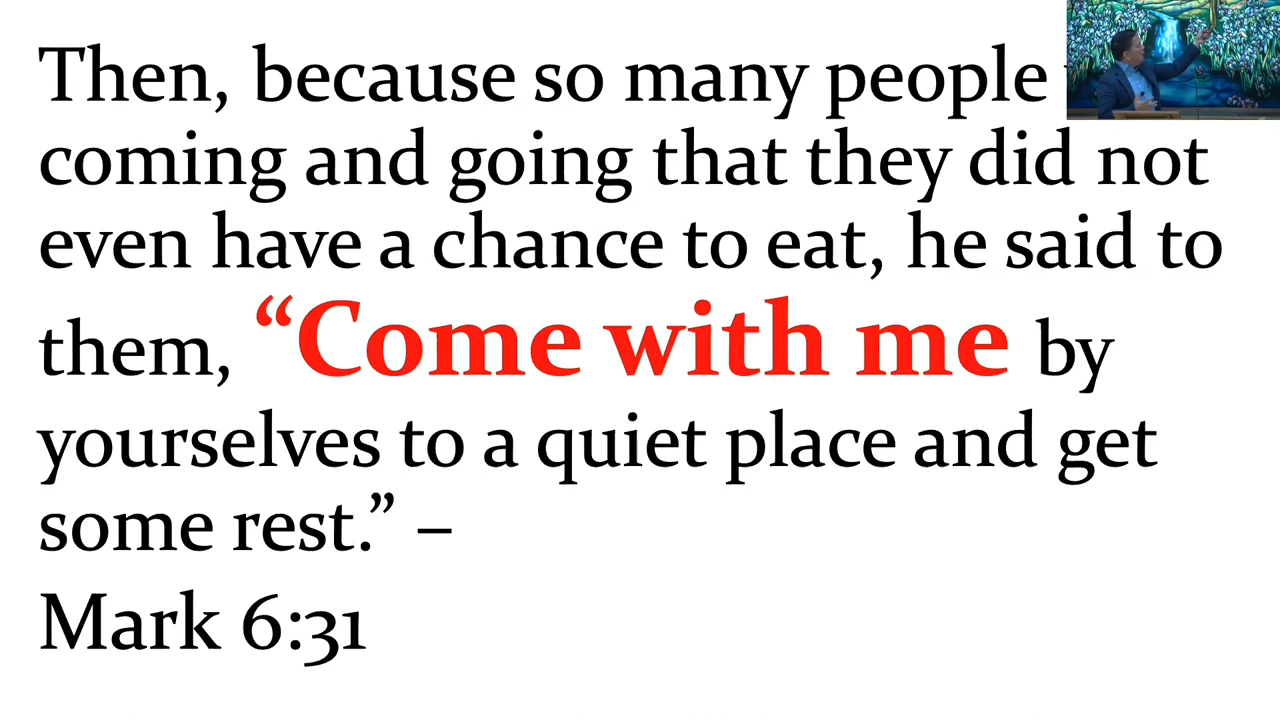 Then, because so many people
coming and going that they did not
even have a chance to eat, he said to
them, “Come with me by
yourselves to a quiet place and get
some rest.” –
Mark 6:31